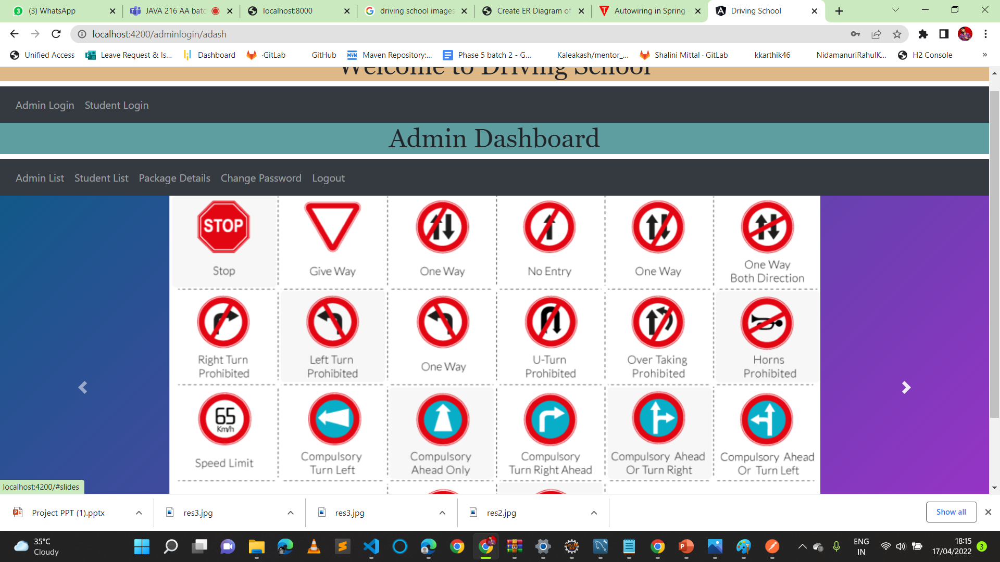 (3) WhatsApp
JAVA 216 AA batc
localhost:8000
driving school images
Create ER Diagram of
Autowiring in Spring -
Driving School
localhost:4200/adminlogin/adash
Unified Access
Leave Request & Is...
Dashboard
·GitLab
GitHub
MVN
Maven Repository:...
Phase 5 batch 2 - G...
Kaleakash/mentor_...
Shalini Mittal · GitLab
kkarthik46
NidamanuriRahulK...
H2 Console
»
Welcome to Driving School
Admin Login Student Login
Admin Dashboard
Admin List Student List Package Details Change Password Logout
STOP
Stop
Give Way
One Way
No Entry
One Way
One Way
Both Direction
Right Turn
Prohibited
Left Turn
Prohibited
One Way
U-Turn
Prohibited
Over Taking
Prohibited
Horns
Prohibited
65
Km/h
Speed Limit
Compulsory
Turn Left
Compulsory
Ahead Only
Compulsory
Turn Right Ahead
Compulsory Ahead
Or Turn Right
Compulsory Ahead
Or Turn Left
localhost:4200/#slides
Project PPT (1).pptx
res3.jpg
res3.jpg
res2.jpg
Show all
35°C
Cloudy
ENG
IN
18:15
17/04/2022
3